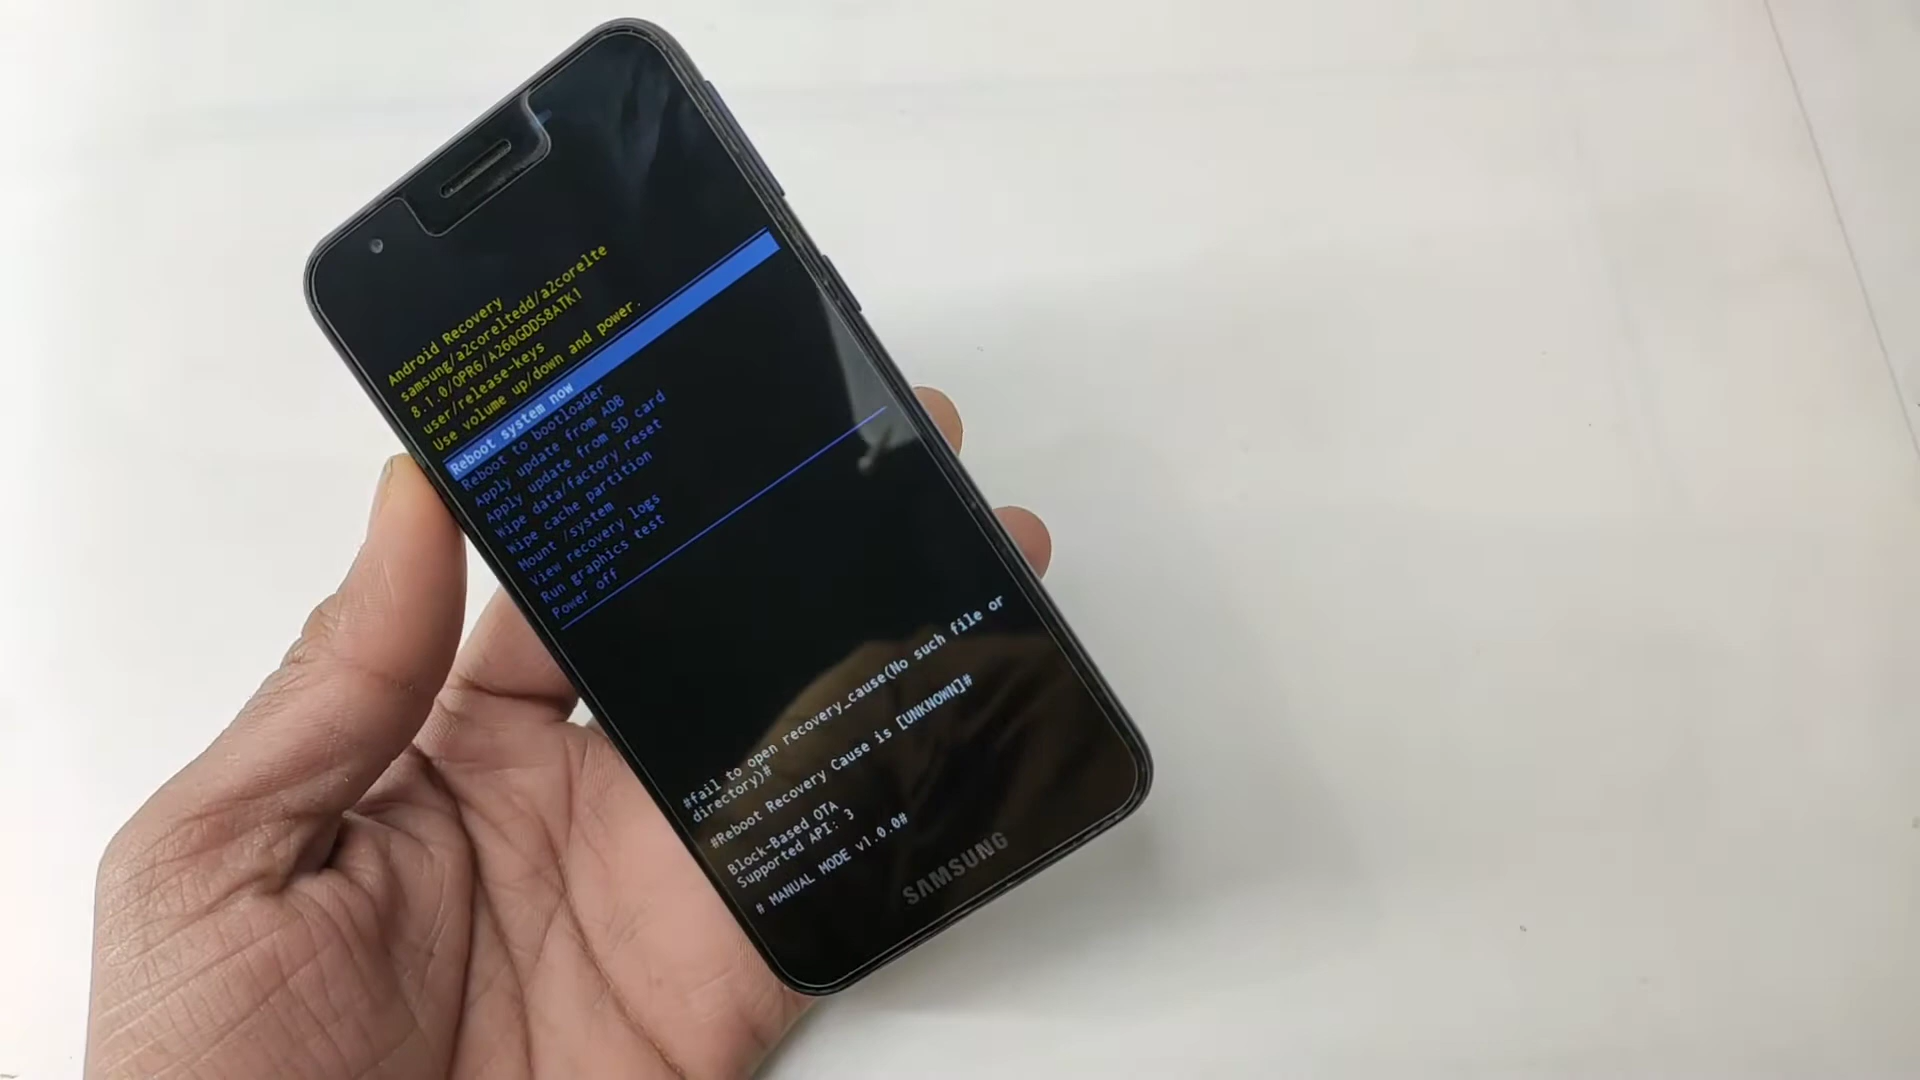 Android Recovery
samsung/a2coreltedd/a2corelte
8.1.0/OPR6/A260GDDS8ATK1
user/release-keys
Use volume up/down and power.
Reboot system now
Reboot to bootloader
Apply update from ADB
Apply update from SD card
Wipe data/factory reset
Wipe cache partition
Mount /system
View recovery logs
Run graphics test
Power off
#fail to open recovery_cause(No such file or
directory)#
#Reboot Recovery Cause is [UNKNOWN]#
Block-Based OTA
Supported API: 3
# MANUAL MODE v1.0.0#
SAMSUNG